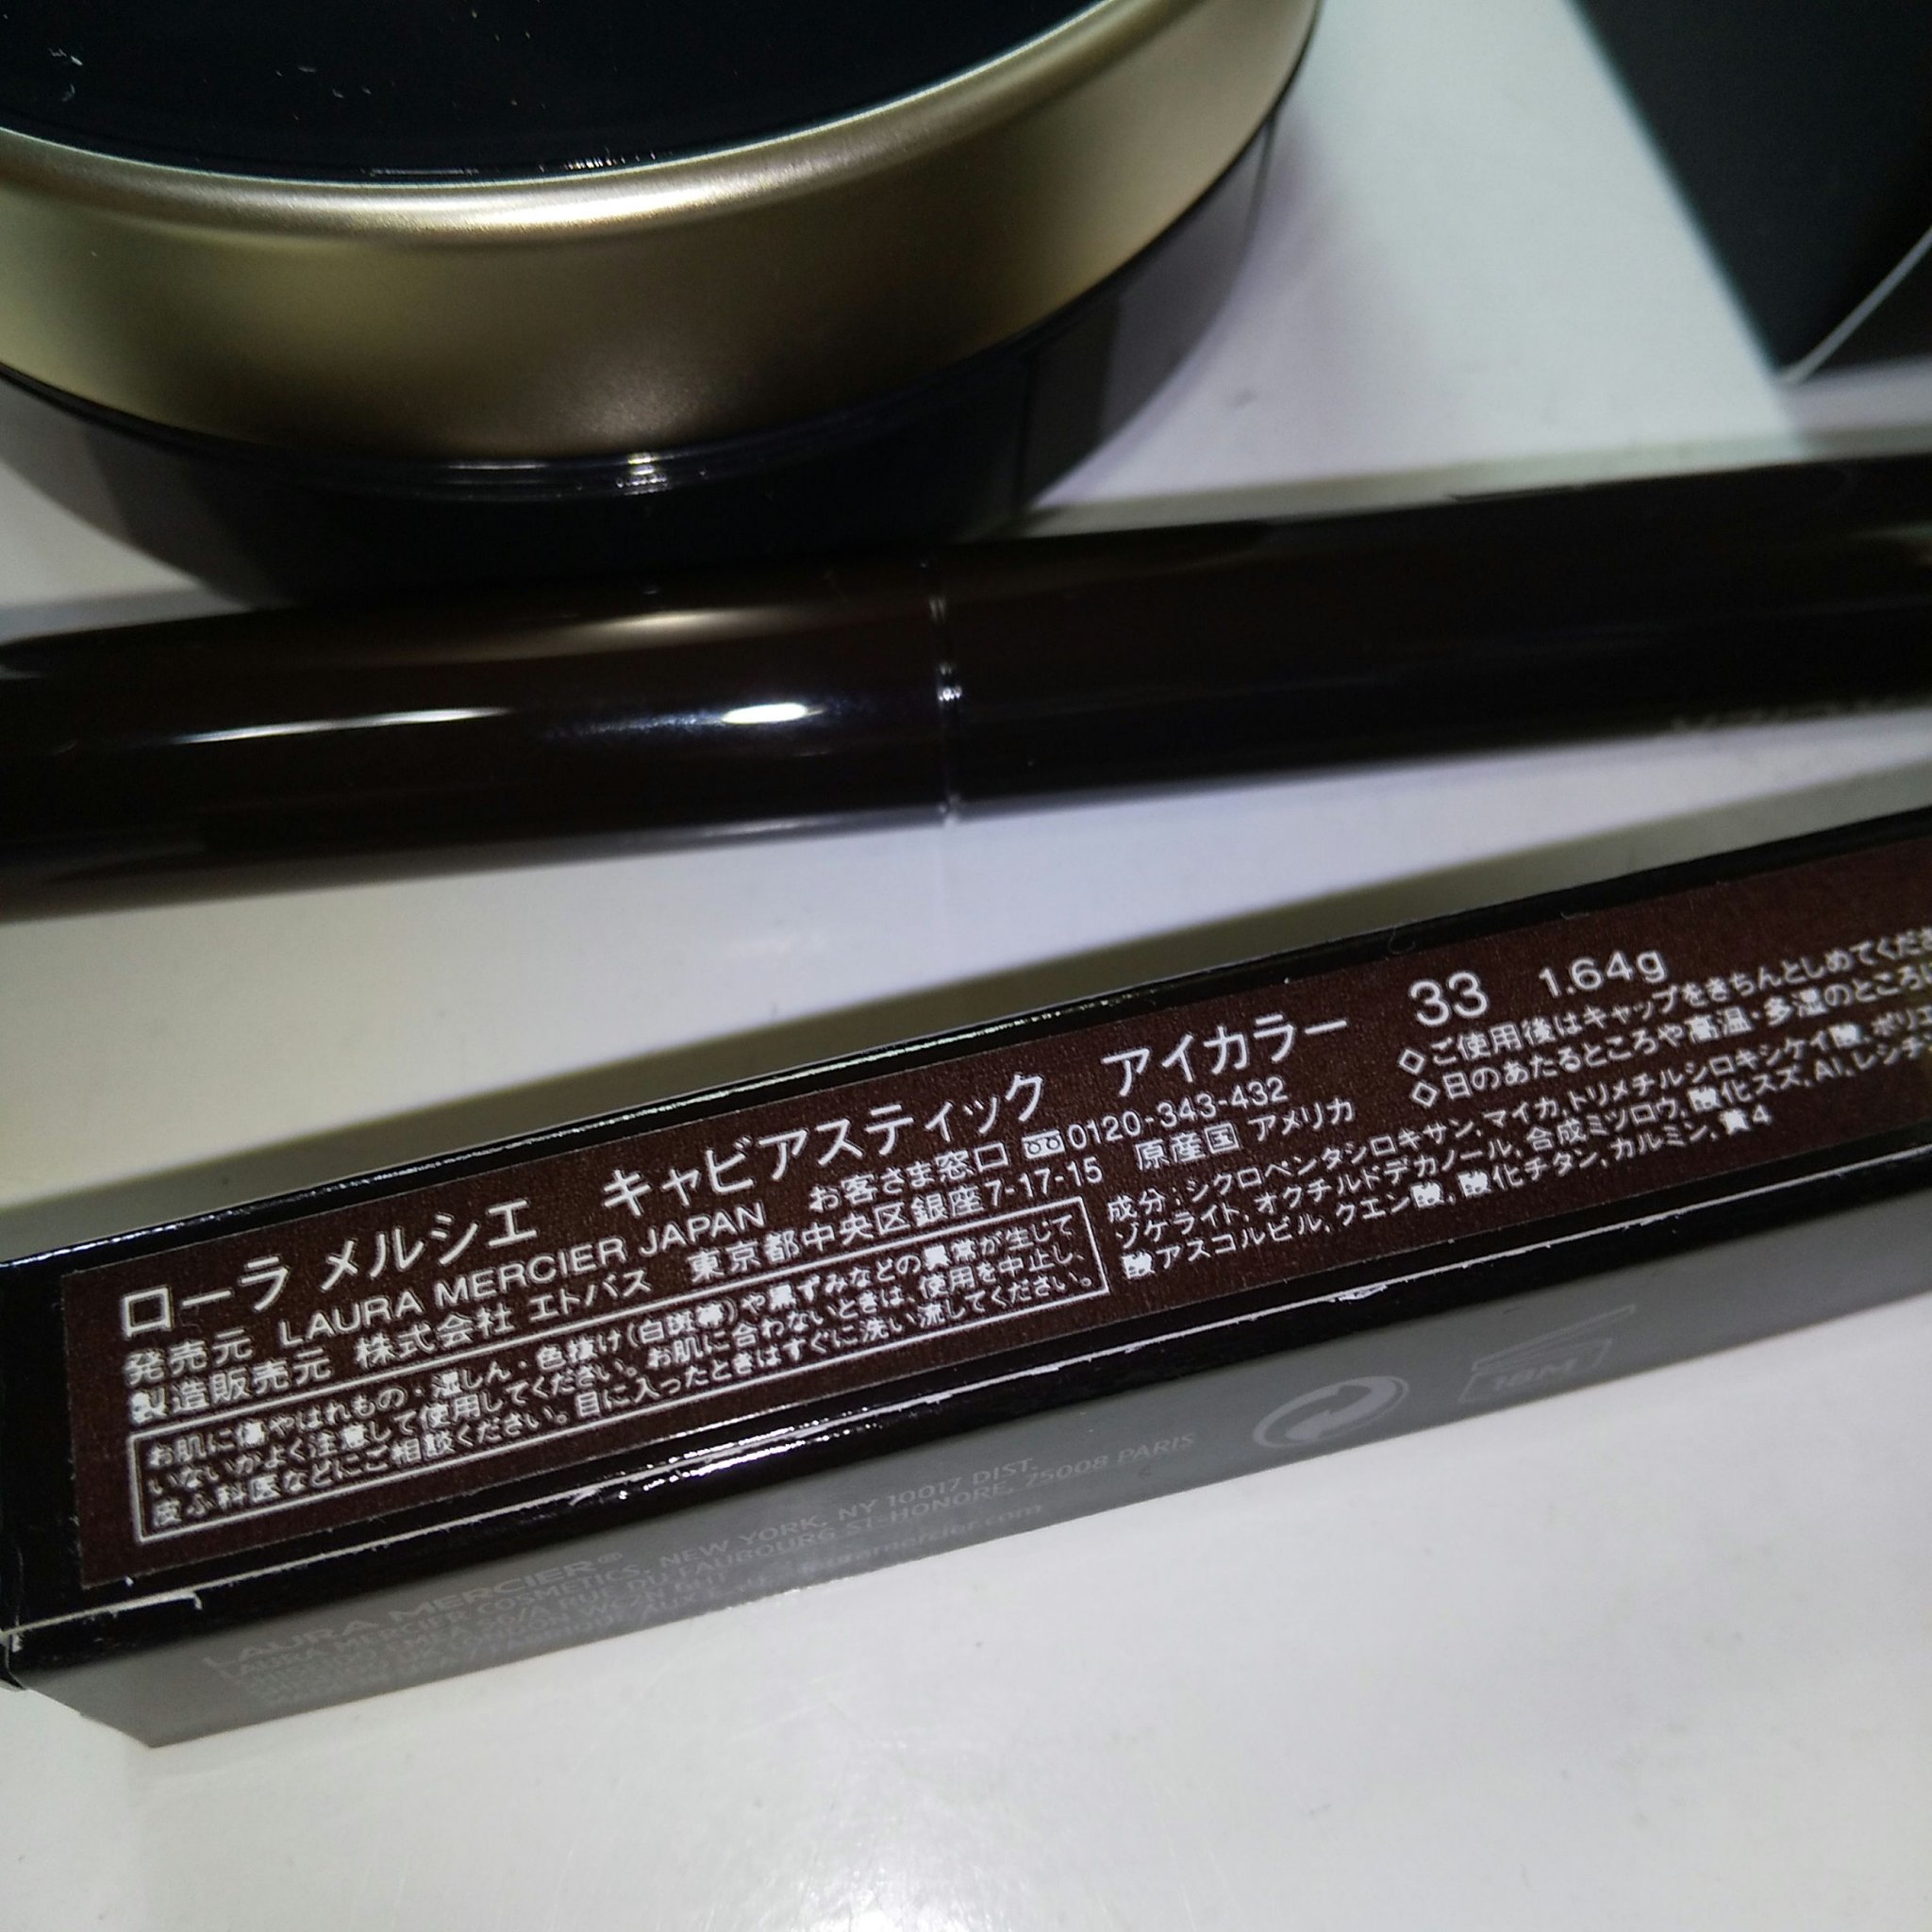 ローラ メルシエ キャビアスティック アイカラー 33 1.64g
発売元 LAURA MERCIER JAPAN お客さま窓口 0120-343-432
製造販売元 株式会社 エトバス 東京都中央区銀座7-17-15 原産国 アメリカ
お肌に傷やはれもの・湿しん・色抜け(白斑等)や黒ずみなどの異常が生じて
いないかよく注意して使用してください。お肌に合わないときは、使用を中止し、
皮ふ科医などにご相談ください。目に入ったときはすぐに洗い流してください。
◇ご使用後はキャップをきちんとしめてくださ
◇日のあたるところや高温・多湿のところに
成分:シクロペンタシロキサン,マイカ,トリメチルシロキシケイ酸,ポリエ
ゾケライト,オクチルドデカノール,合成ミツロウ,酸化スズ,Al,レシチン
酸アスコルビル,クエン酸,酸化チタン,カルミン,黄4
LAURA MERCIER®
LAURA MERCIER COSMETICS, NEW YORK, NY 10017 DIST.
RUE DU FAUBOURG ST-HONORE, 75008 PARIS
lauramercier.com
18M